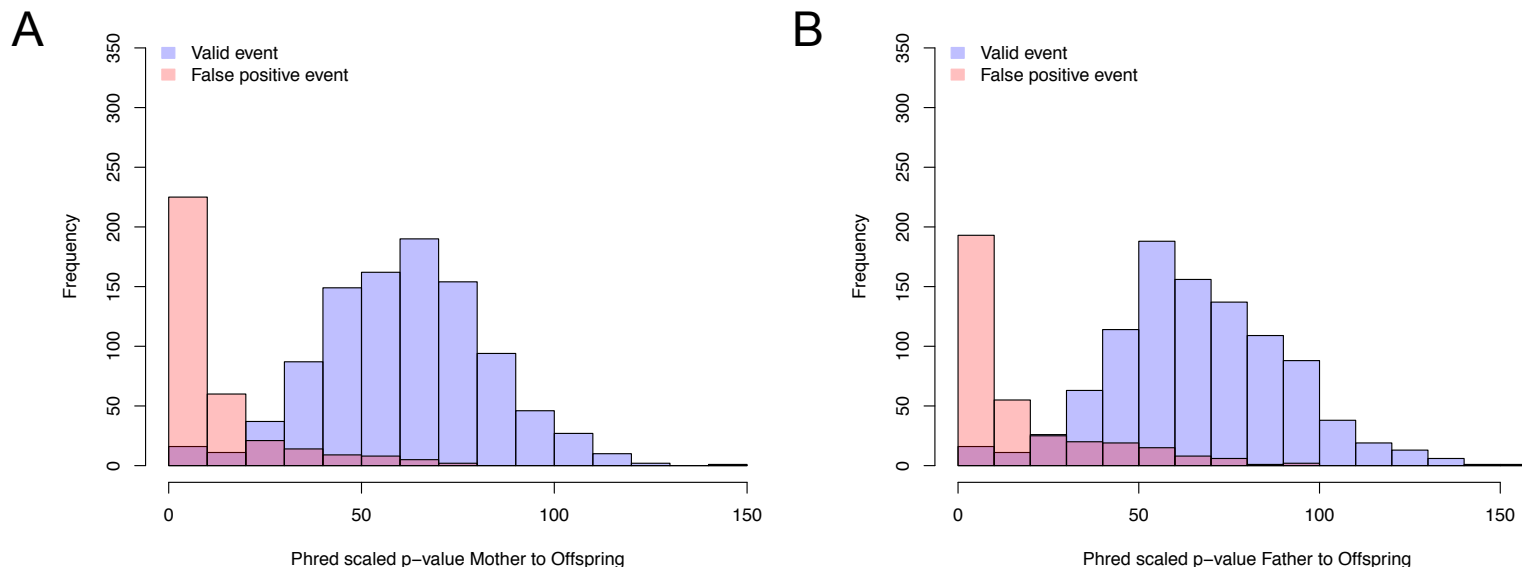 A
Valid event
False positive event
Frequency
350
300
250
200
150
100
50
0
0 50 100 150
Phred scaled p−value Mother to Offspring
B
Valid event
False positive event
Frequency
350
300
250
200
150
100
50
0
0 50 100 150
Phred scaled p−value Father to Offspring